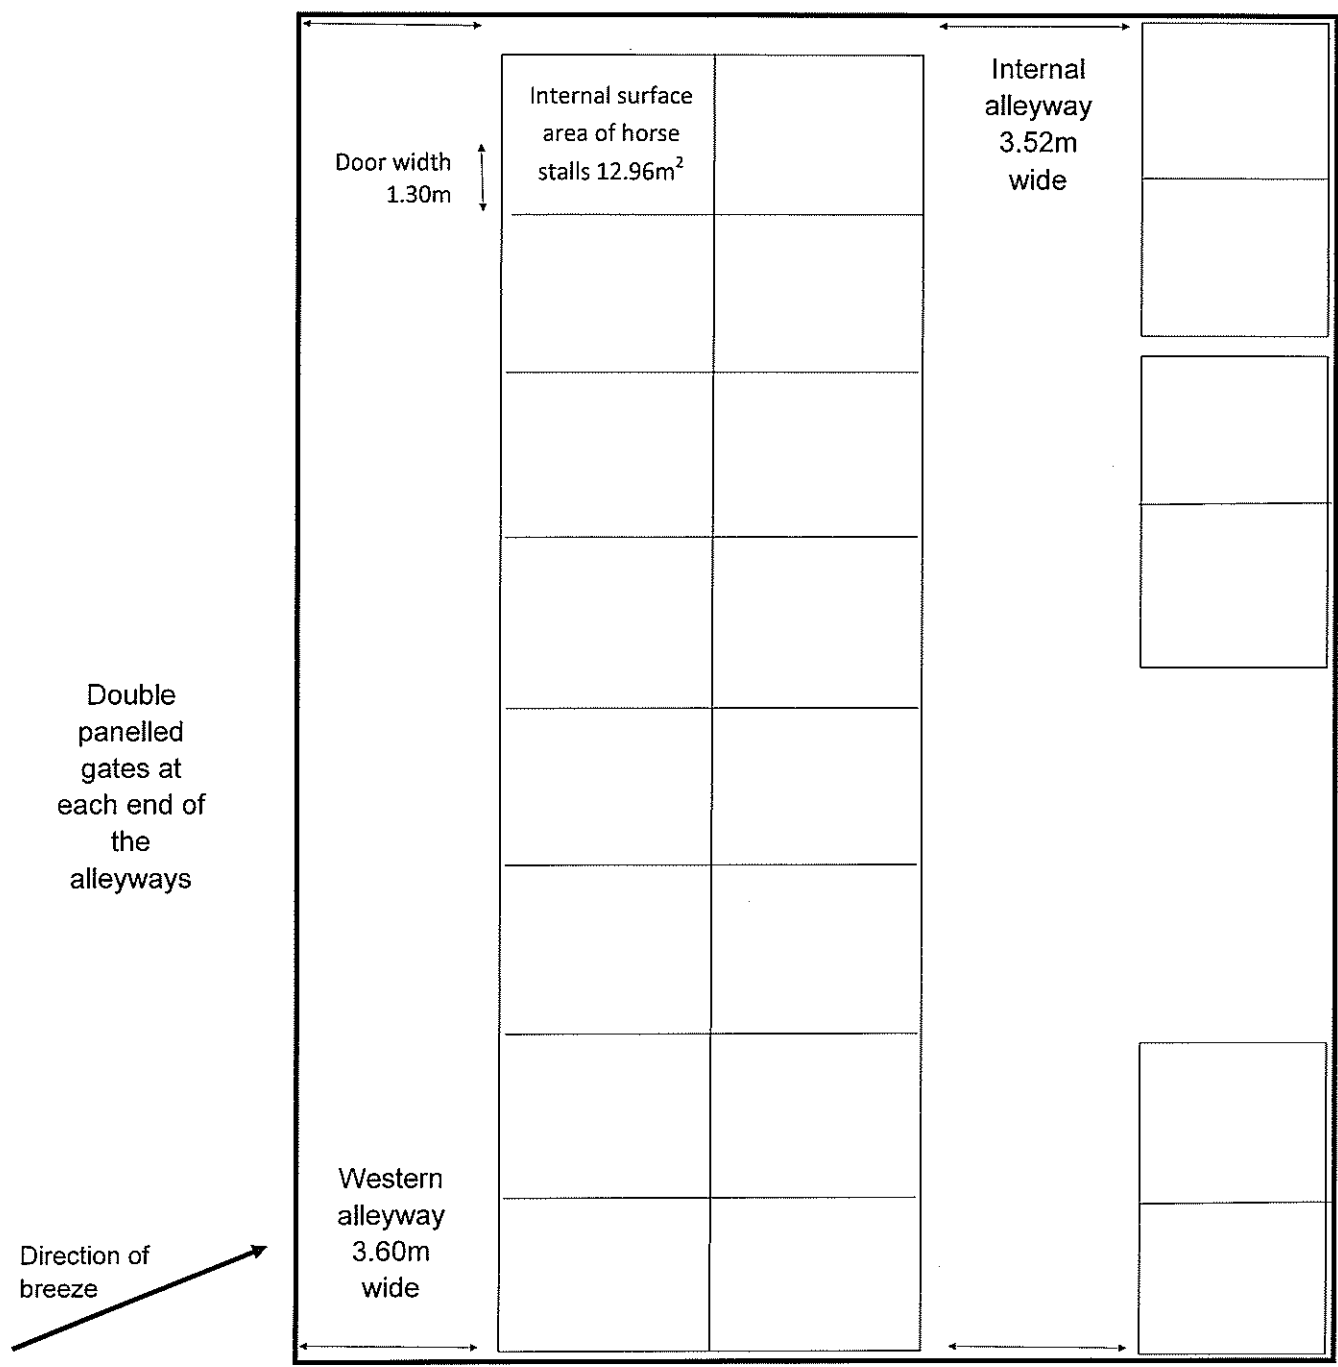 Internal surface
area of horse
stalls 12.96m²
Internal
alleyway
3.52m
wide
Door width
1.30m
Double
panelled
gates at
each end of
the
alleyways
Western
alleyway
3.60m
wide
Direction of
breeze